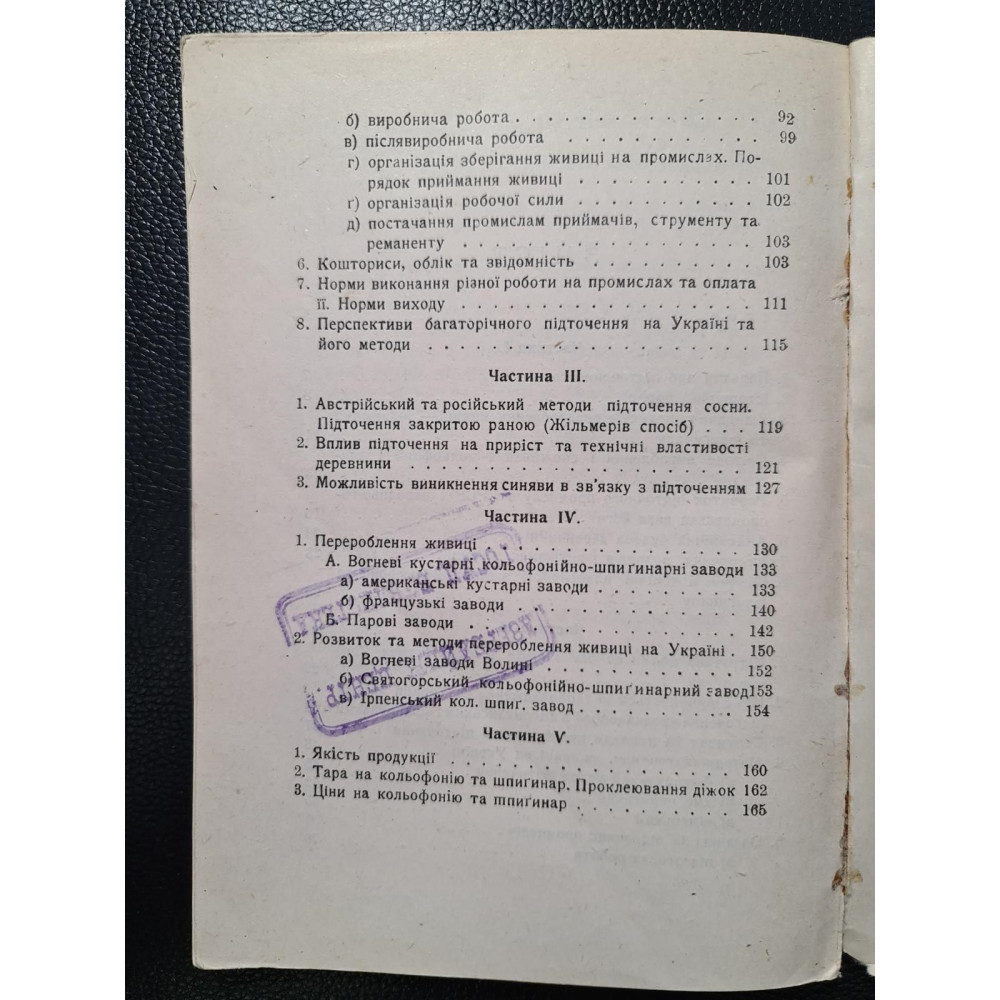 б) виробнича робота . . . . . . . . . . . . . . 92
в) післявиробнича робота . . . . . . . . . . . 99
г) організація зберігання живиці на промислах. По-
рядок приймання живиці . . . . . . . . . . 101
ґ) організація робочої сили . . . . . . . . . . 102
д) постачання промислам приймачів, струменту та
реманенту . . . . . . . . . . . . . . . . 103
6. Кошториси, облік та звідомність . . . . . . . . . . 103
7. Норми виконання різної роботи на промислах та оплата
її. Норми виходу . . . . . . . . . . . . . . . . 111
8. Перспективи багаторічного підточення на Україні та
його методи . . . . . . . . . . . . . . . . . . 115
Частина III.
1. Австрійський та російський методи підточення сосни.
Підточення закритою раною (Жільмерів спосіб) . . . 119
2. Вплив підточення на приріст та технічні властивості
деревнини . . . . . . . . . . . . . . . . . . . 121
3. Можливість виникнення синяви в зв'язку з підточенням 127
Частина IV.
1. Перероблення живиці . . . . . . . . . . . . . . . 130
А. Вогневі кустарні кольофонійно-шпиґинарні заводи 133
а) американські кустарні заводи . . . . . . . . . 133
б) французькі заводи . . . . . . . . . . . . . 140
Б. Парові заводи . . . . . . . . . . . . . . . . 142
2. Розвиток та методи перероблення живиці на Україні . 150
а) Вогневі заводи Волині . . . . . . . . . . . . 152
б) Святогорський кольофонійно-шпиґинарний завод 153
в) Ірпенський кол. шпиґ. завод . . . . . . . . . . 154
Частина V.
1. Якість продукції . . . . . . . . . . . . . . . . . 160
2. Тара на кольофонію та шпиґинар. Проклеювання діжок 162
3. Ціни на кольофонію та шпиґинар . . . . . . . . . . 165